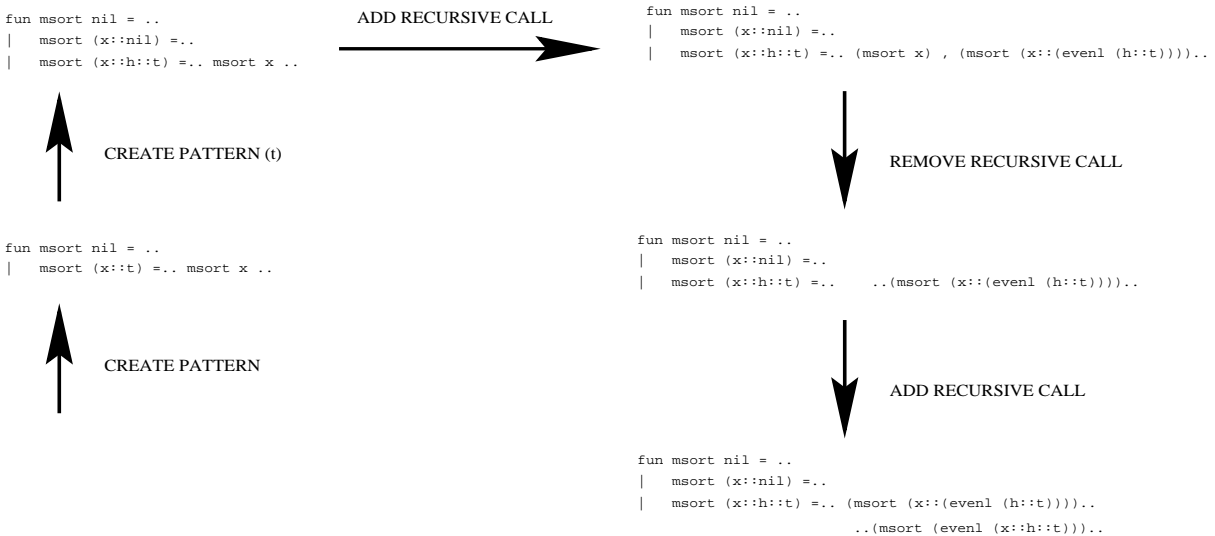 fun msort nil = ..
|   msort (x::nil) =..
|   msort (x::h::t) =.. msort x ..
ADD RECURSIVE CALL
fun msort nil = ..
|   msort (x::nil) =..
|   msort (x::h::t) =.. (msort x) , (msort (x::(evenl (h::t))))..
CREATE PATTERN (t)
REMOVE RECURSIVE CALL
fun msort nil = ..
|   msort (x::t) =.. msort x ..
fun msort nil = ..
|   msort (x::nil) =..
|   msort (x::h::t) =..    ..(msort (x::(evenl (h::t))))..
CREATE PATTERN
ADD RECURSIVE CALL
fun msort nil = ..
|   msort (x::nil) =..
|   msort (x::h::t) =.. (msort (x::(evenl (h::t))))..
..(msort (evenl (x::h::t)))..